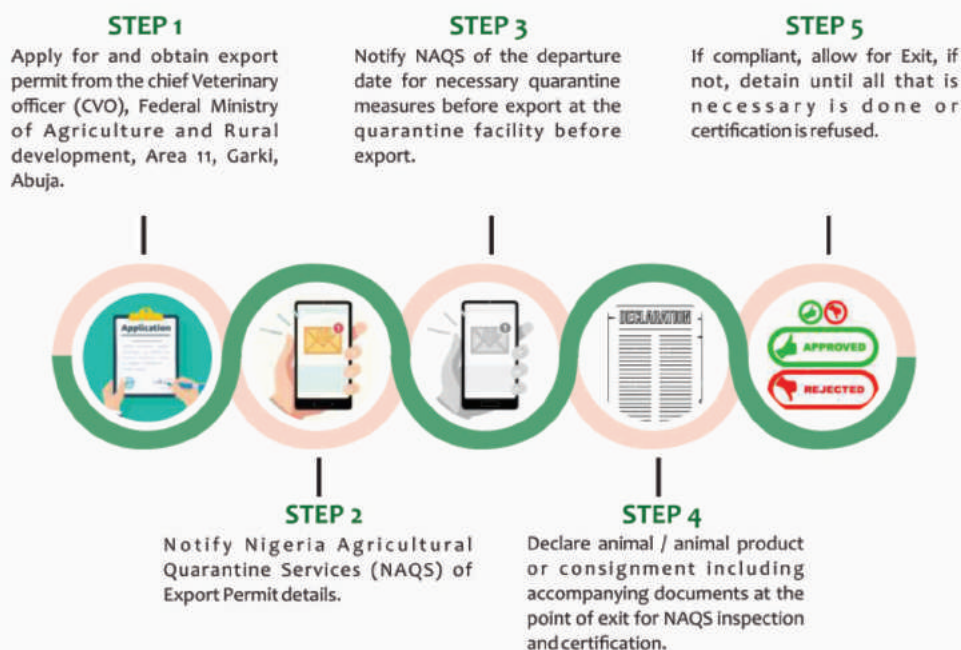 STEP 1
Apply for and obtain export
permit from the chief Veterinary
officer (CVO), Federal Ministry
of Agriculture and Rural
development, Area 11, Garki,
Abuja.
STEP 3
Notify NAQS of the departure
date for necessary quarantine
measures before export at the
quarantine facility before
export.
STEP 5
If compliant, allow for Exit, if
not, detain until all that is
necessary is done or
certification is refused.
Application
1
1
DECLARATION
APPROVED
REJECTED
STEP 2
Notify Nigeria Agricultural
Quarantine Services (NAQS) of
Export Permit details.
STEP 4
Declare animal / animal product
or consignment including
accompanying documents at the
point of exit for NAQS inspection
and certification.